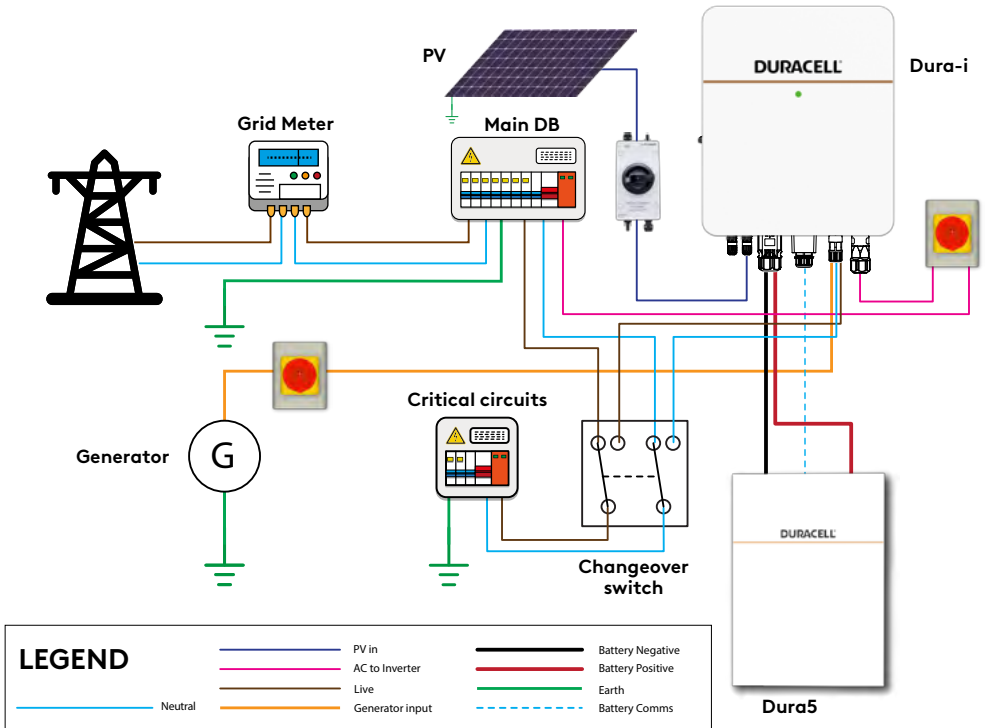 PV
DURACELL
Dura-i
Grid Meter
Main DB
Critical circuits
Generator
G
Changeover
switch
DURACELL
Dura5
LEGEND
Neutral
PV in
AC to Inverter
Live
Generator input
Battery Negative
Battery Positive
Earth
Battery Comms